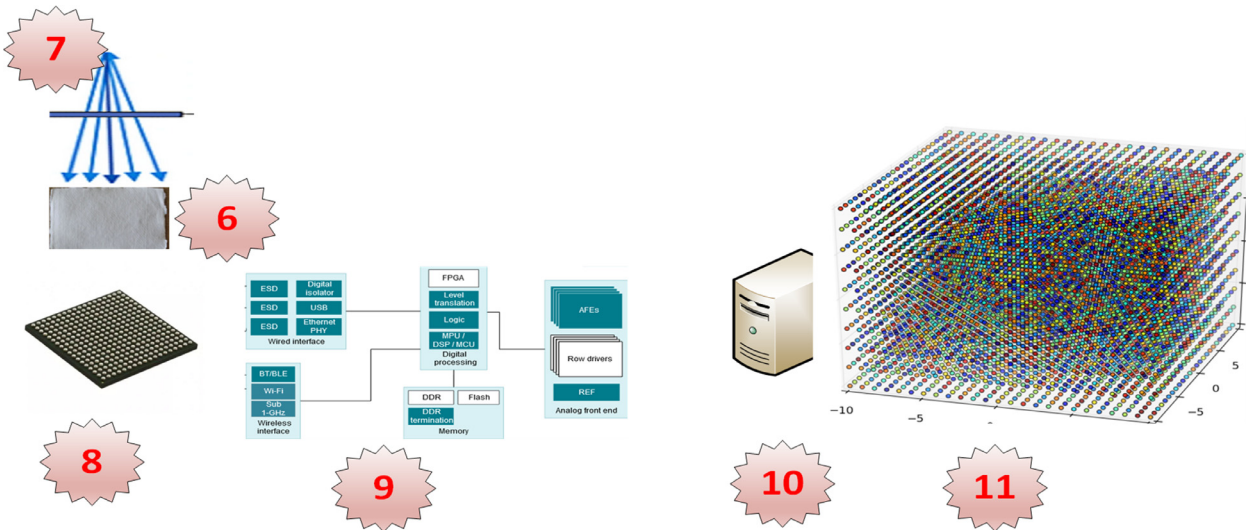 7
6
FPGA
Level
translation
Logic
MPU /
DSP / MCU
Digital
processing
ESD
Digital
isolator
ESD
USB
ESD
Ethernet
PHY
Wired interface
BT/BLE
Wi-Fi
Sub
1-GHz
Wireless
interface
DDR
Flash
DDR
termination
Memory
AFEs
Row drivers
REF
Analog front end
−10
−5
5
0
−5
8
9
10
11